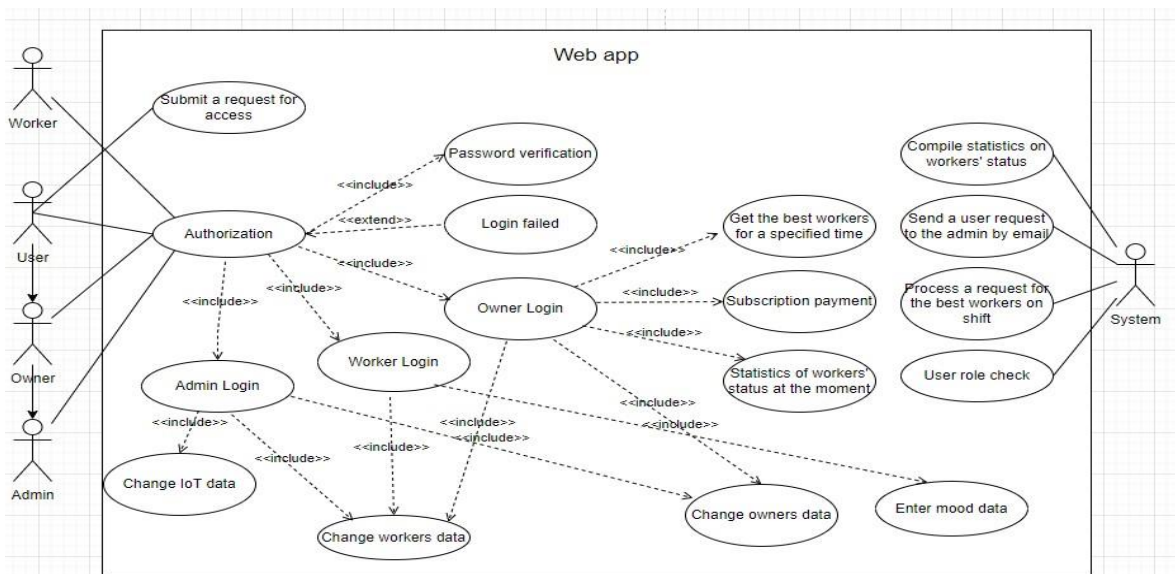 Web app
Worker
User
Owner
Admin
Submit a request for
access
Authorization
Password verification
Login failed
<<include>>
<<extend>>
<<include>>
<<include>>
<<include>>
Owner Login
Worker Login
Admin Login
<<include>>
<<include>>
<<include>>
Get the best workers
for a specified time
Subscription payment
Statistics of workers'
status at the moment
<<include>>
<<include>>
<<include>>
<<include>>
<<include>>
<<include>>
<<include>>
Change IoT data
Change workers data
Change owners data
Enter mood data
Compile statistics on
workers' status
Send a user request
to the admin by email
Process a request for
the best workers on
shift
User role check
System